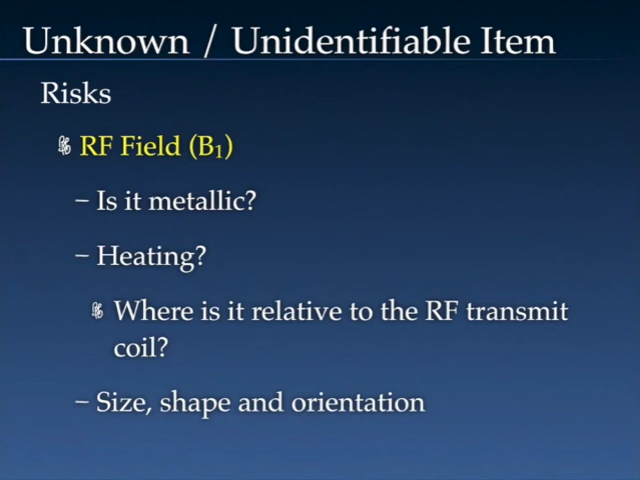 Unknown / Unidentifiable Item
Risks
RF Field (B₁)
– Is it metallic?
– Heating?
Where is it relative to the RF transmit
coil?
– Size, shape and orientation